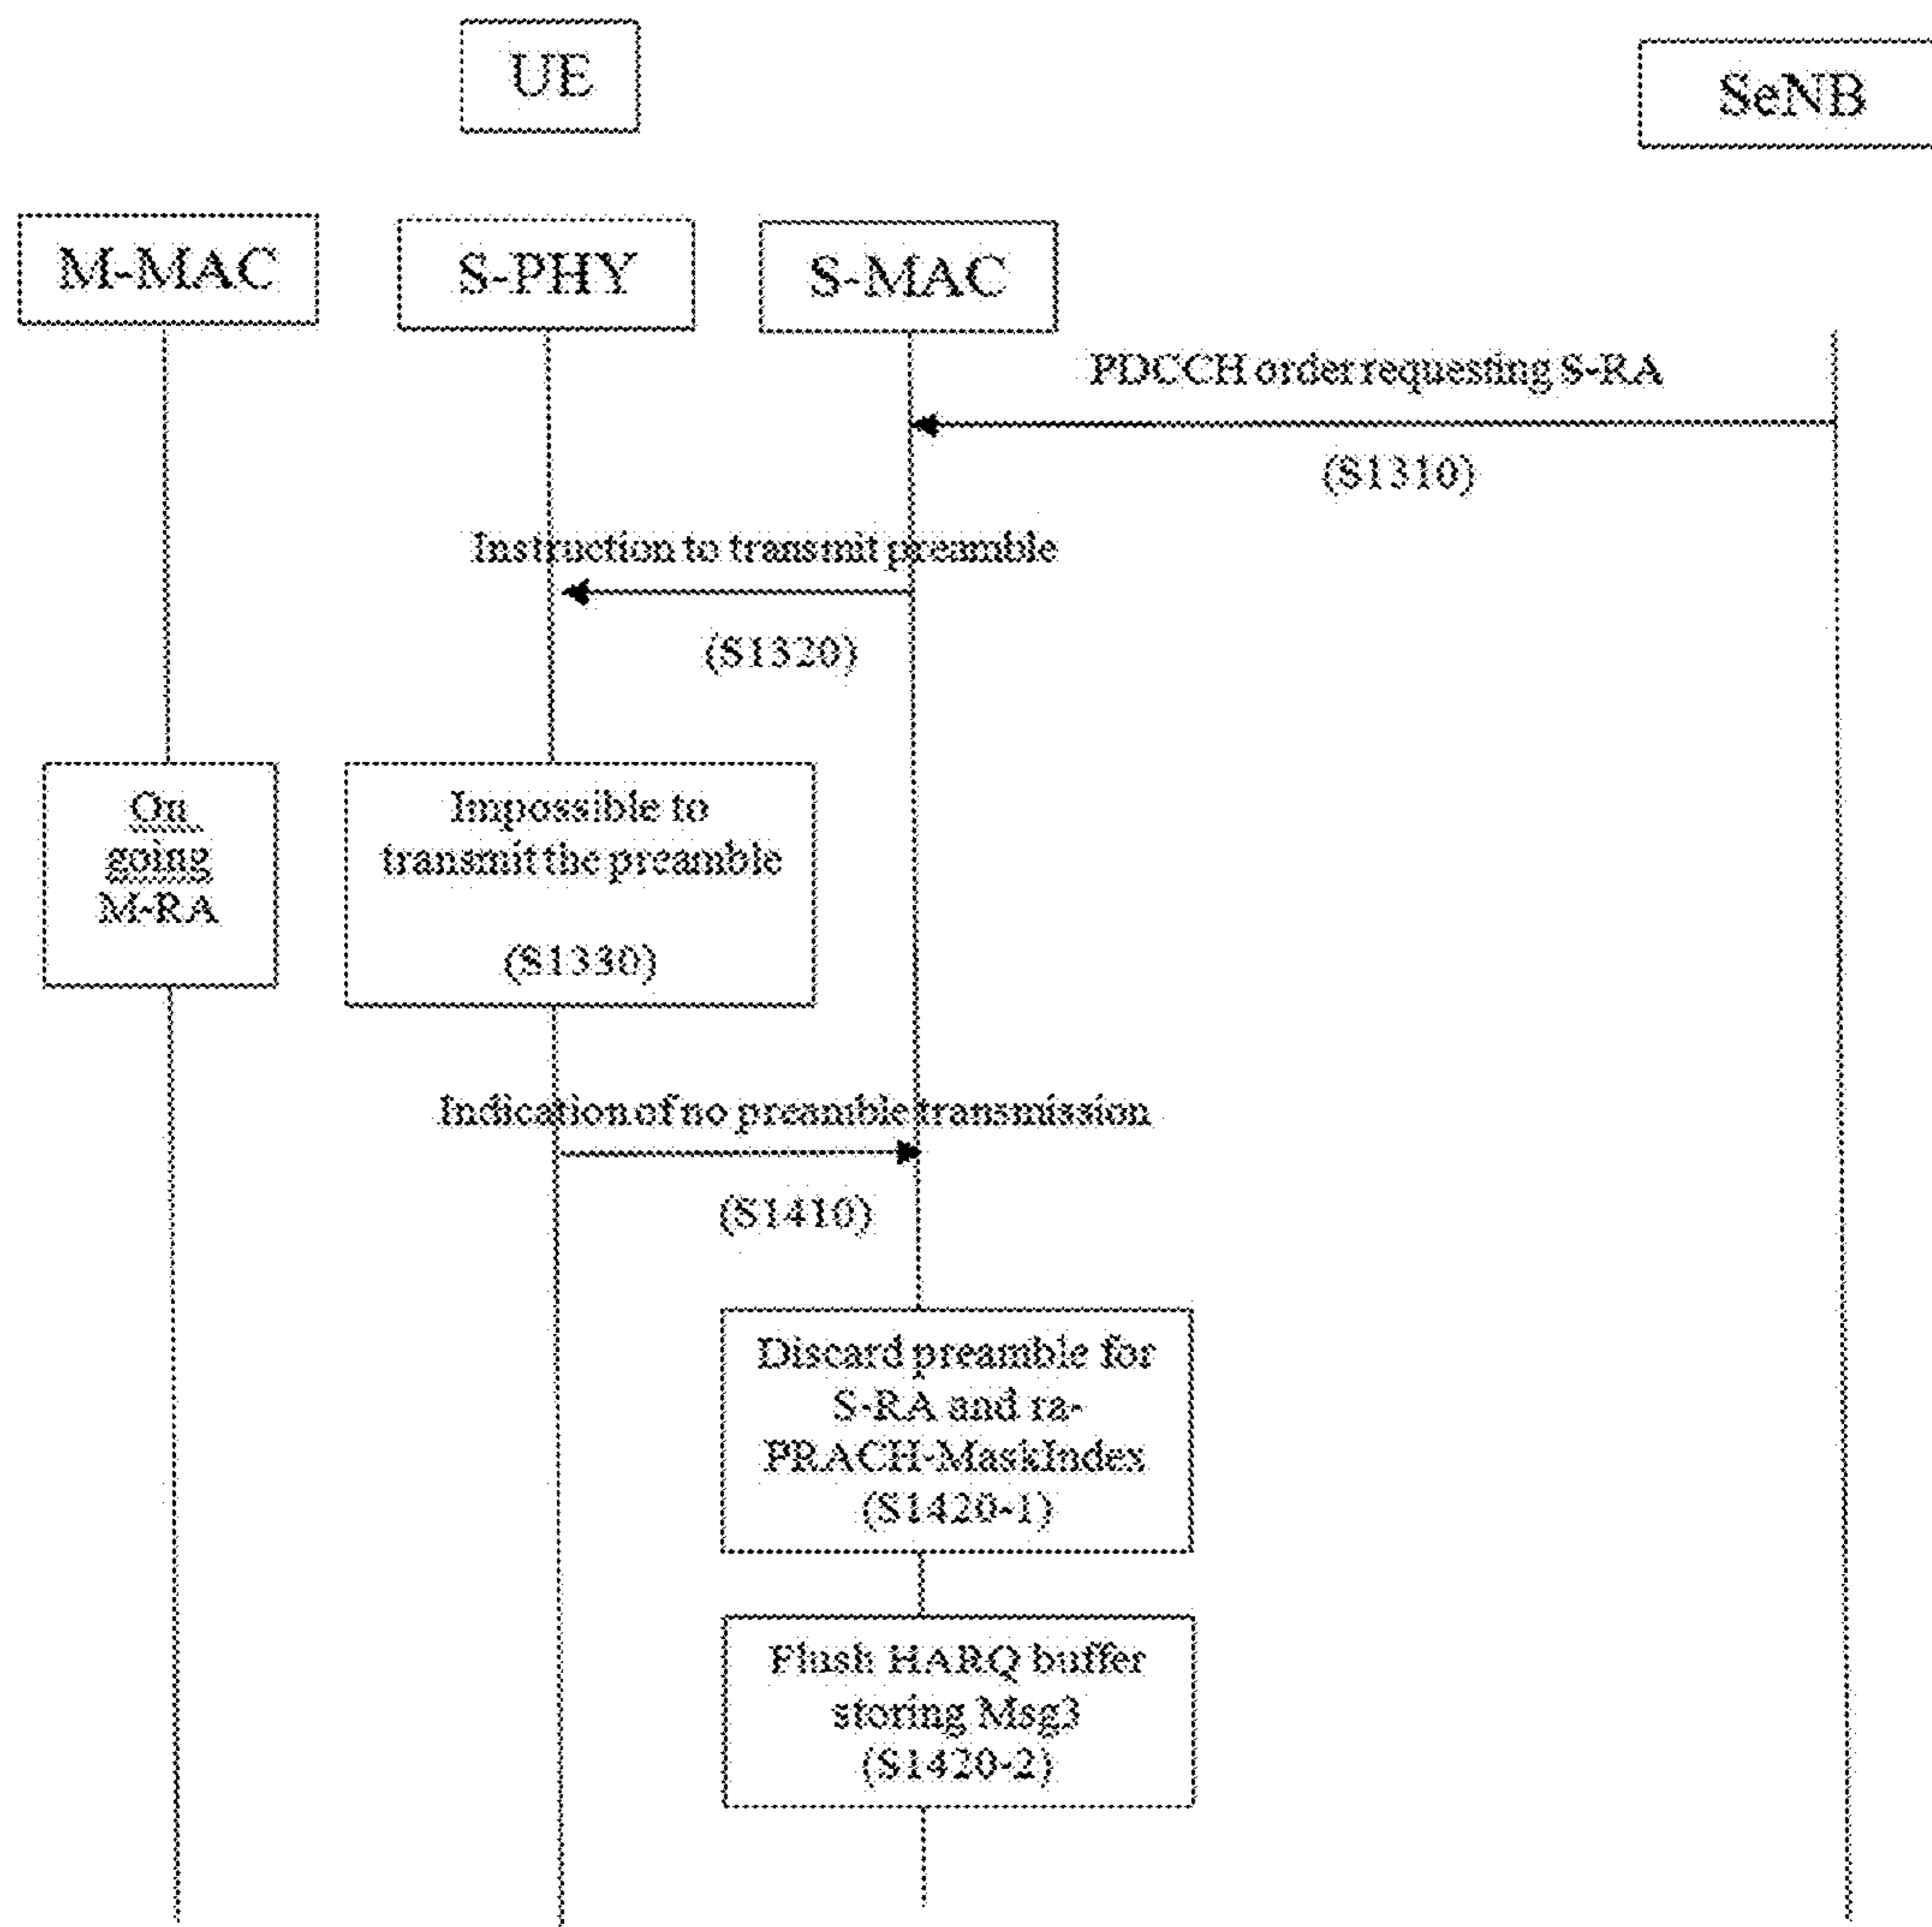 UE
SeNB
M-MAC
S-PHY
S-MAC
PDCCH order requesting S-RA
(S1310)
Instruction to transmit preamble
(S1320)
On
going
M-RA
Impossible to
transmit the preamble
(S1330)
Indication of no preamble transmission
(S1410)
Discard preamble for
S-RA and ra-
PRACH-MaskIndex
(S1420-1)
Flush HARQ buffer
storing Msg3
(S1420-2)